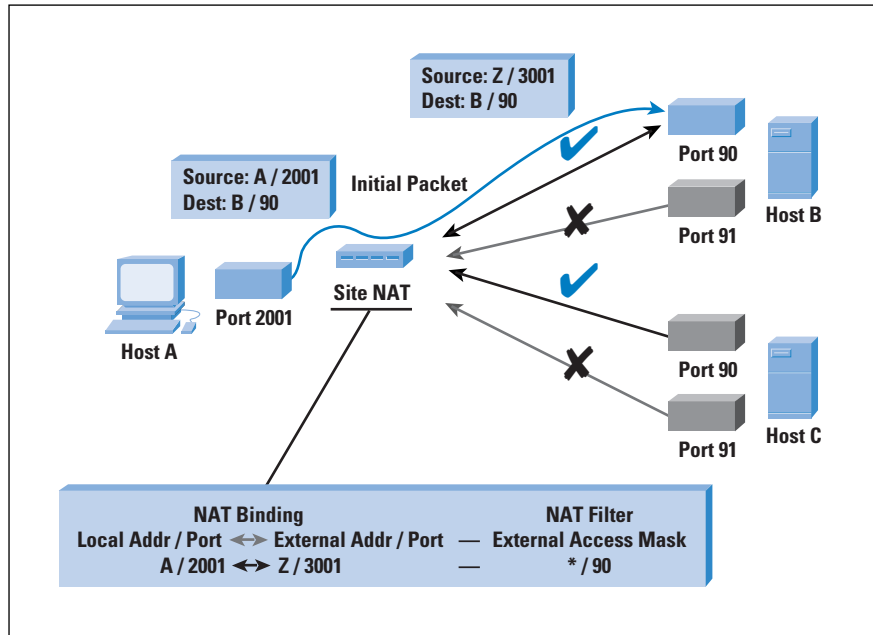 Source: Z / 3001
Dest: B / 90
Source: A / 2001
Dest: B / 90
Initial Packet
Port 90
Port 91
Host B
Site NAT
Port 2001
Host A
Port 90
Port 91
Host C
NAT Binding NAT Filter
Local Addr / Port External Addr / Port — External Access Mask
A / 2001 Z / 3001 — * / 90